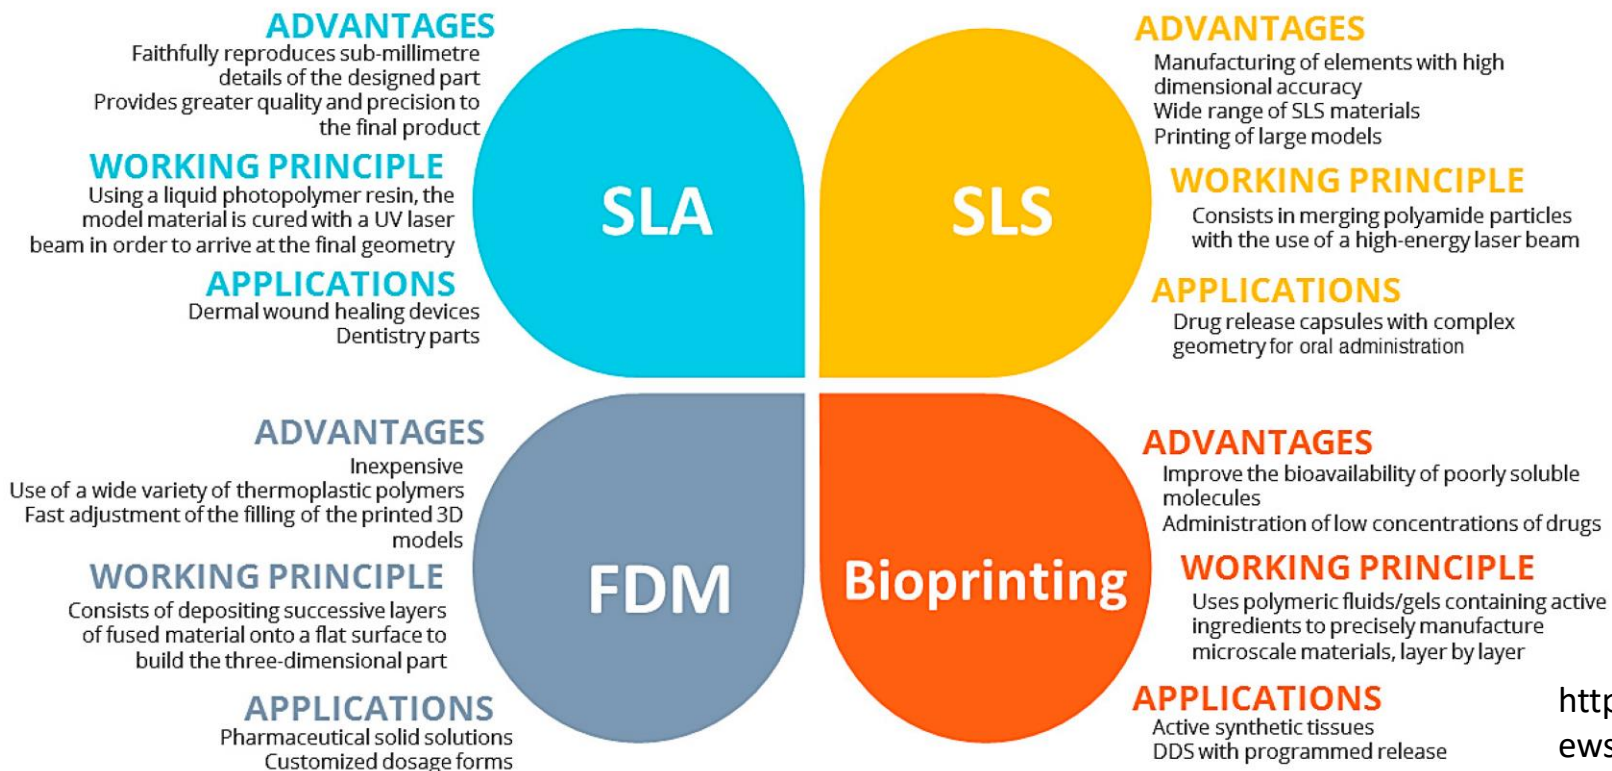 ADVANTAGES
Faithfully reproduces sub-millimetre
details of the designed part
Provides greater quality and precision to
the final product
WORKING PRINCIPLE
Using a liquid photopolymer resin, the
model material is cured with a UV laser
beam in order to arrive at the final geometry
APPLICATIONS
Dermal wound healing devices
Dentistry parts
SLA
SLS
ADVANTAGES
Manufacturing of elements with high
dimensional accuracy
Wide range of SLS materials
Printing of large models
WORKING PRINCIPLE
Consists in merging polyamide particles
with the use of a high-energy laser beam
APPLICATIONS
Drug release capsules with complex
geometry for oral administration
ADVANTAGES
Inexpensive
Use of a wide variety of thermoplastic polymers
Fast adjustment of the filling of the printed 3D
models
WORKING PRINCIPLE
Consists of depositing successive layers
of fused material onto a flat surface to
build the three-dimensional part
APPLICATIONS
Pharmaceutical solid solutions
Customized dosage forms
FDM
Bioprinting
ADVANTAGES
Improve the bioavailability of poorly soluble
molecules
Administration of low concentrations of drugs
WORKING PRINCIPLE
Uses polymeric fluids/gels containing active
ingredients to precisely manufacture
microscale materials, layer by layer
APPLICATIONS
Active synthetic tissues
DDS with programmed release
http
ews